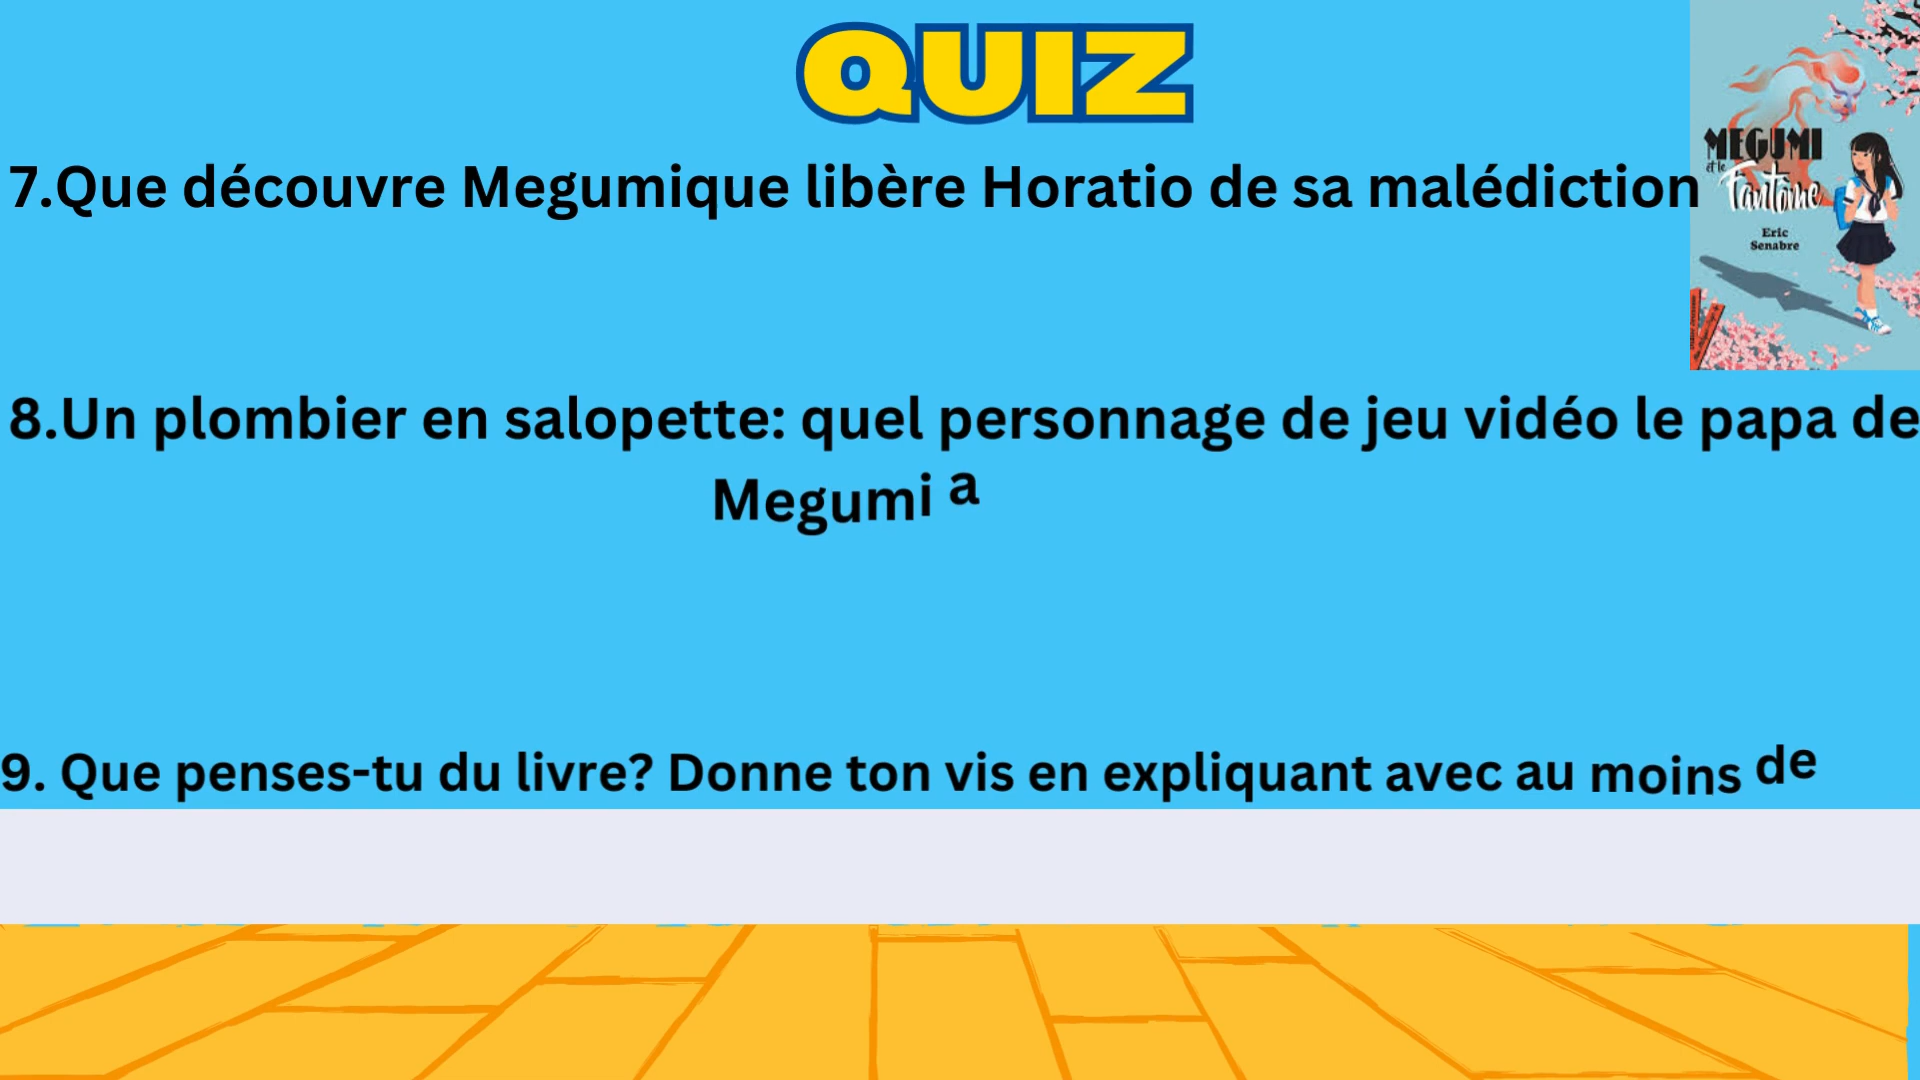 QUIZ
7.Que découvre Megumique libère Horatio de sa malédiction
MEGUMI
et le
Fantôme
Eric
Senabre
8.Un plombier en salopette: quel personnage de jeu vidéo le papa de
Megumi a
9. Que penses-tu du livre? Donne ton vis en expliquant avec au moins de